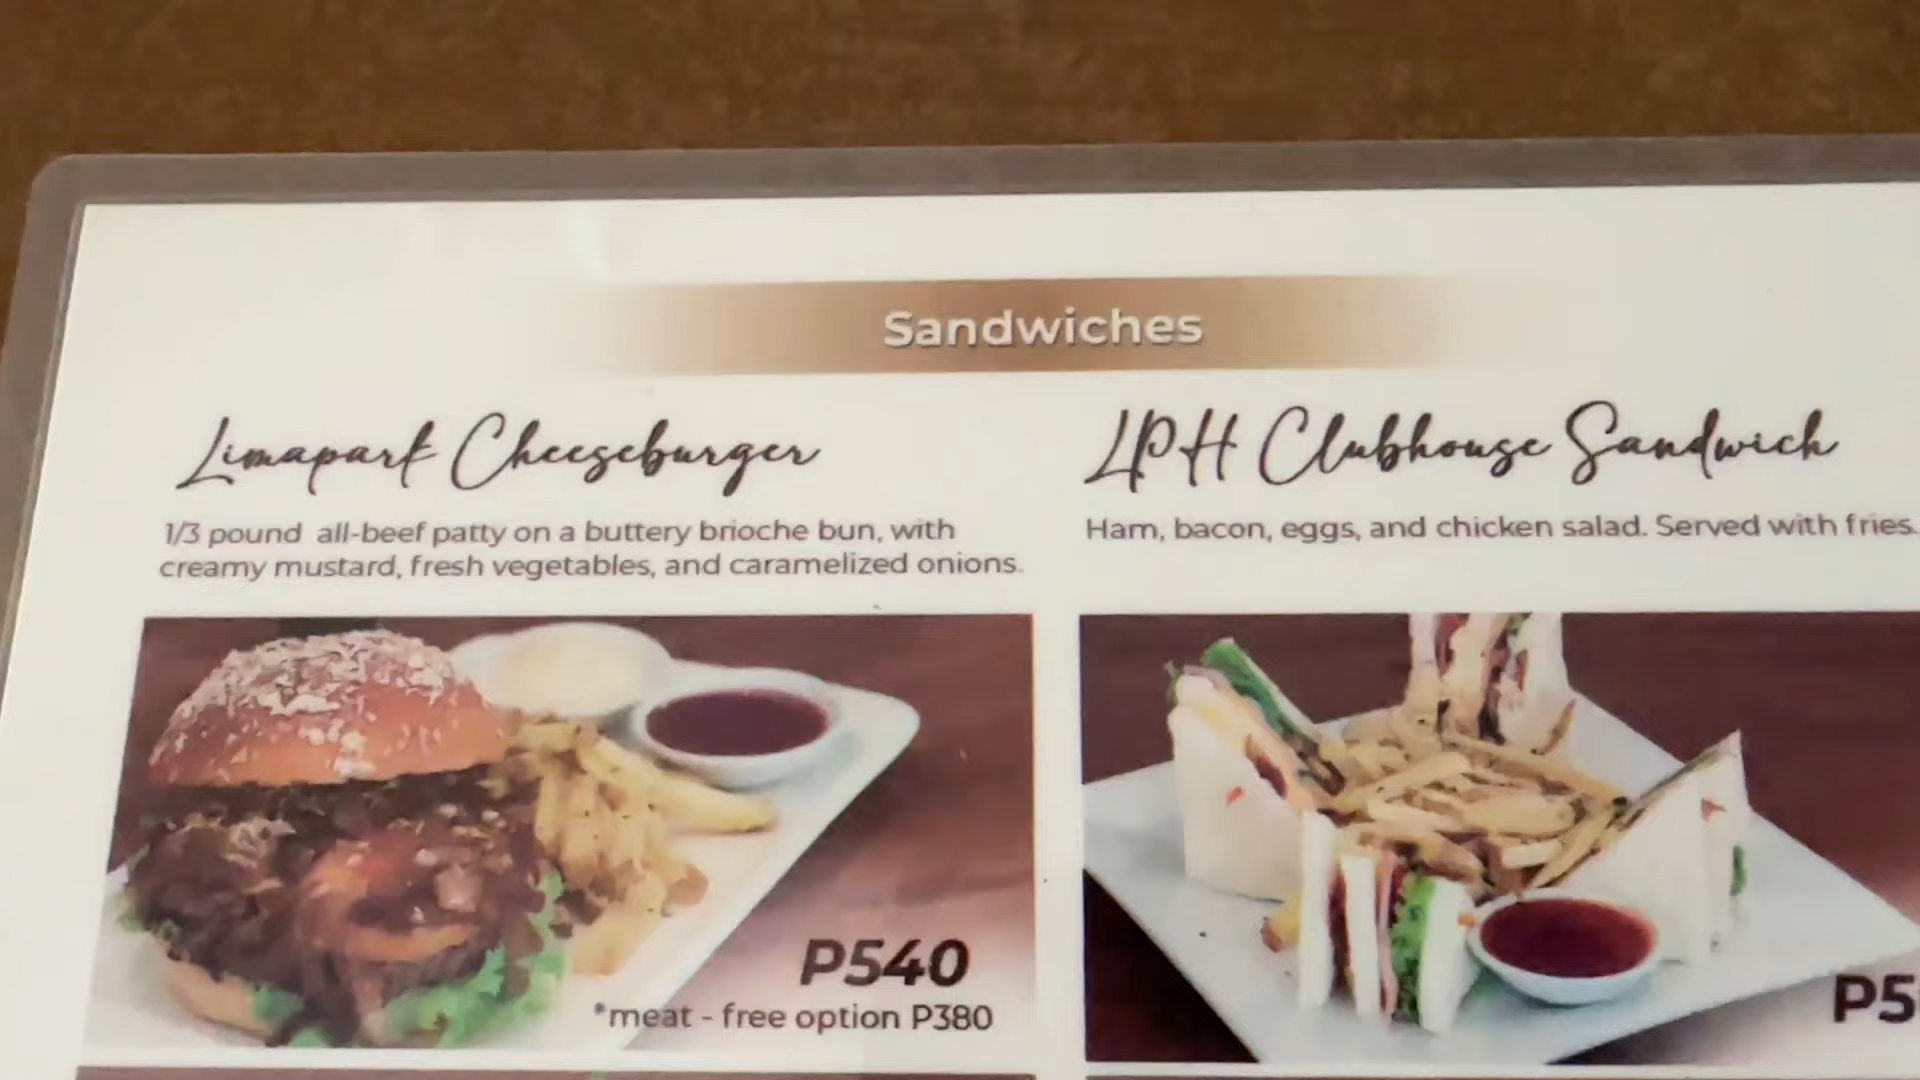 Sandwiches
Limapark Cheeseburger
1/3 pound all-beef patty on a buttery brioche bun, with
creamy mustard, fresh vegetables, and caramelized onions.
P540
*meat - free option P380
LPH Clubhouse Sandwich
Ham, bacon, eggs, and chicken salad. Served with fries.
P5